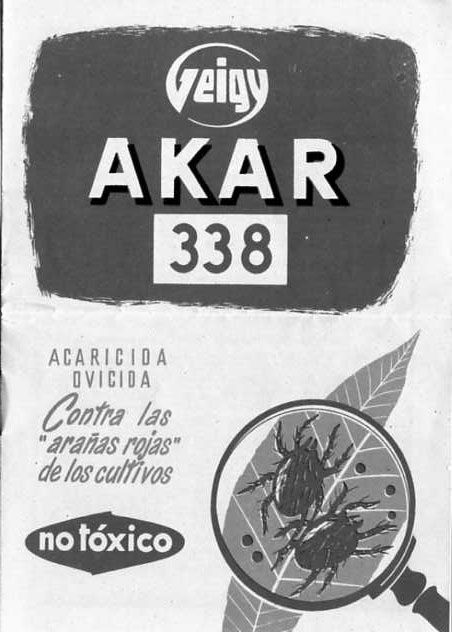 Geigy
AKAR
338
ACARICIDA
OVICIDA
Contra las
"arañas rojas"
de los cultivos
no tóxico